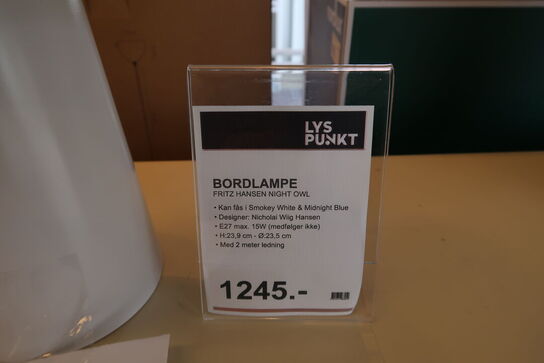 LYS
PUNKT
BORDLAMPE
FRITZ HANSEN NIGHT OWL
• Kan fås i Smokey White & Midnight Blue
• Designer: Nicholai Wiig Hansen
• E27 max. 15W (medfølger ikke)
• H:23,9 cm - Ø:23,5 cm
• Med 2 meter ledning
1245.-